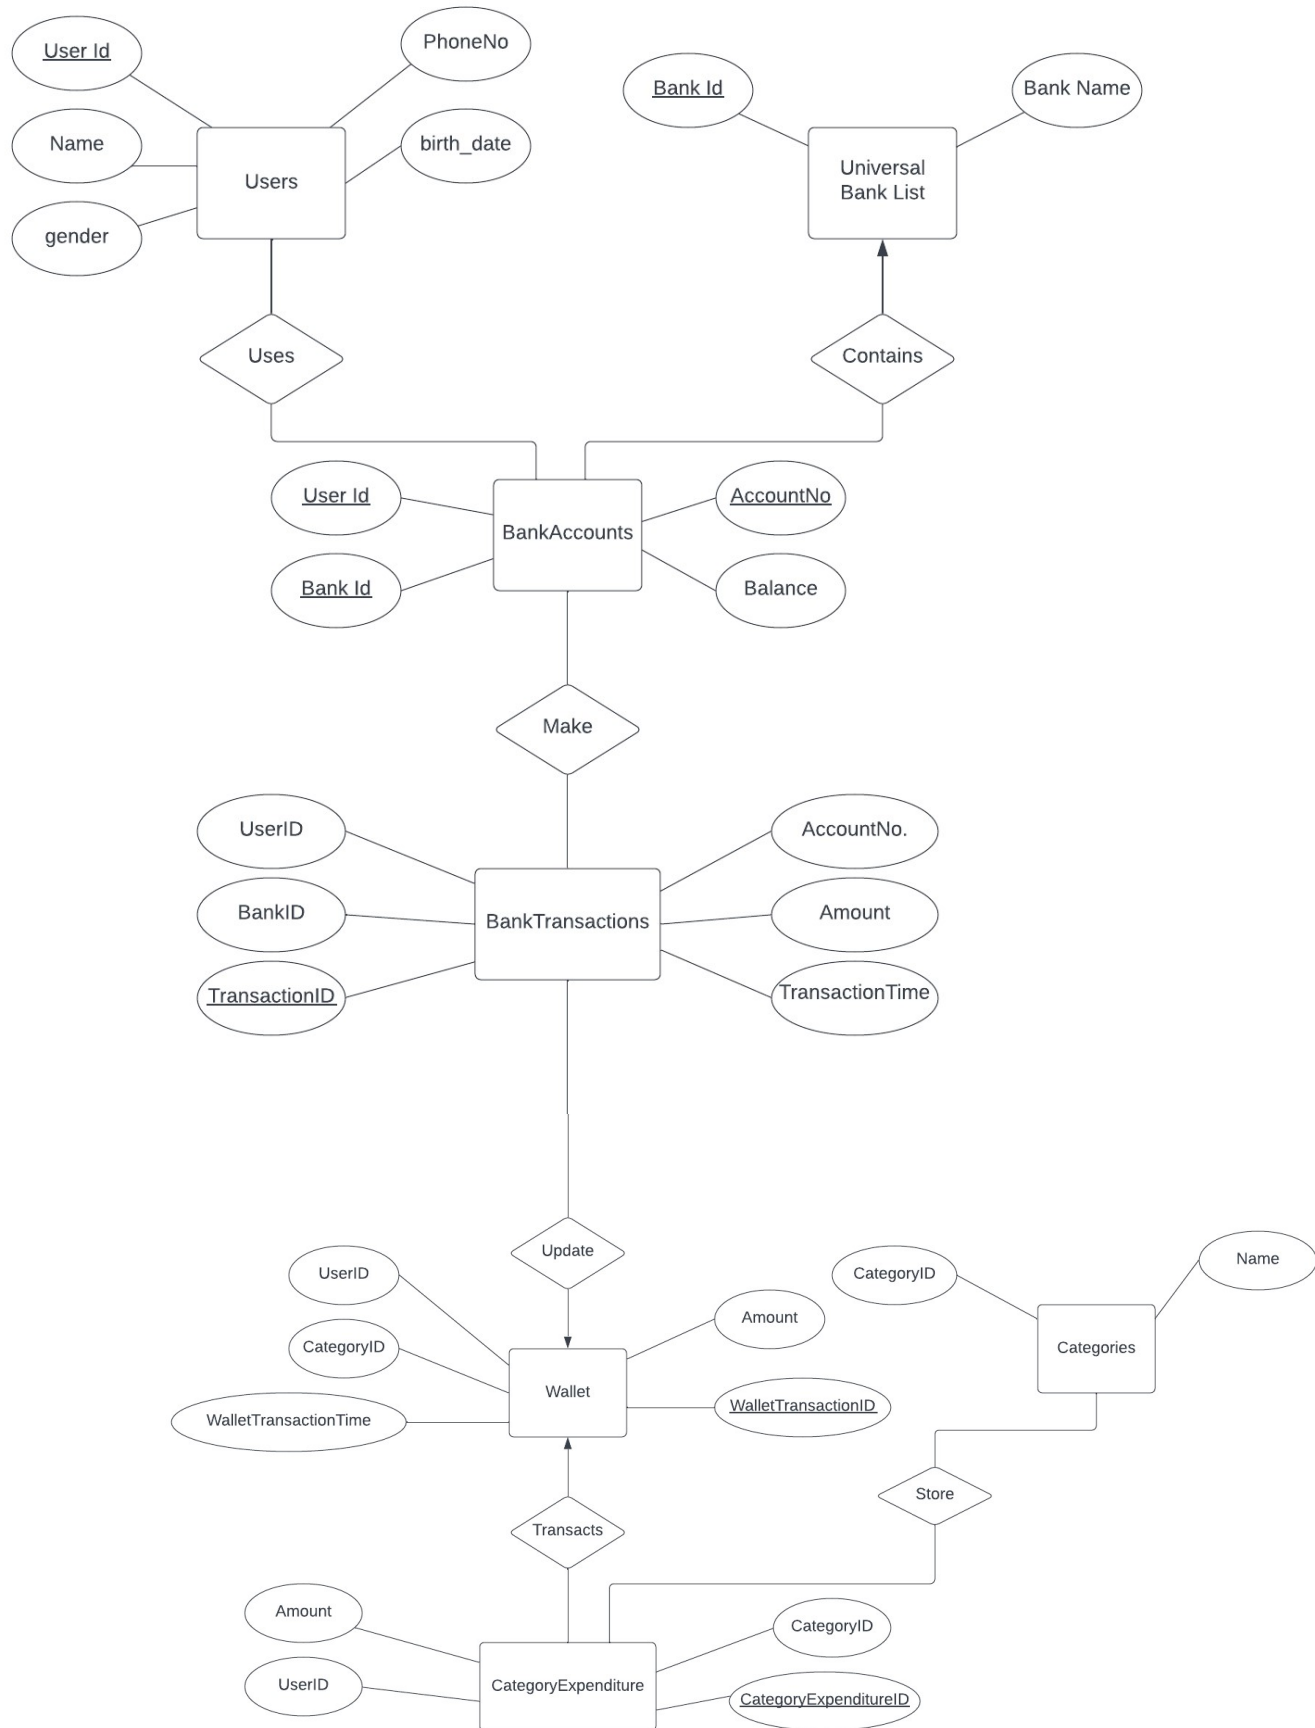 User Id
PhoneNo
Bank Id
Bank Name
Name
birth_date
Users
Universal
Bank List
gender
Uses
Contains
User Id
AccountNo
BankAccounts
Bank Id
Balance
Make
UserID
AccountNo.
BankID
BankTransactions
Amount
TransactionID
TransactionTime
Update
UserID
CategoryID
Name
Amount
CategoryID
Categories
Wallet
WalletTransactionTime
WalletTransactionID
Store
Transacts
Amount
CategoryID
UserID
CategoryExpenditure
CategoryExpenditureID